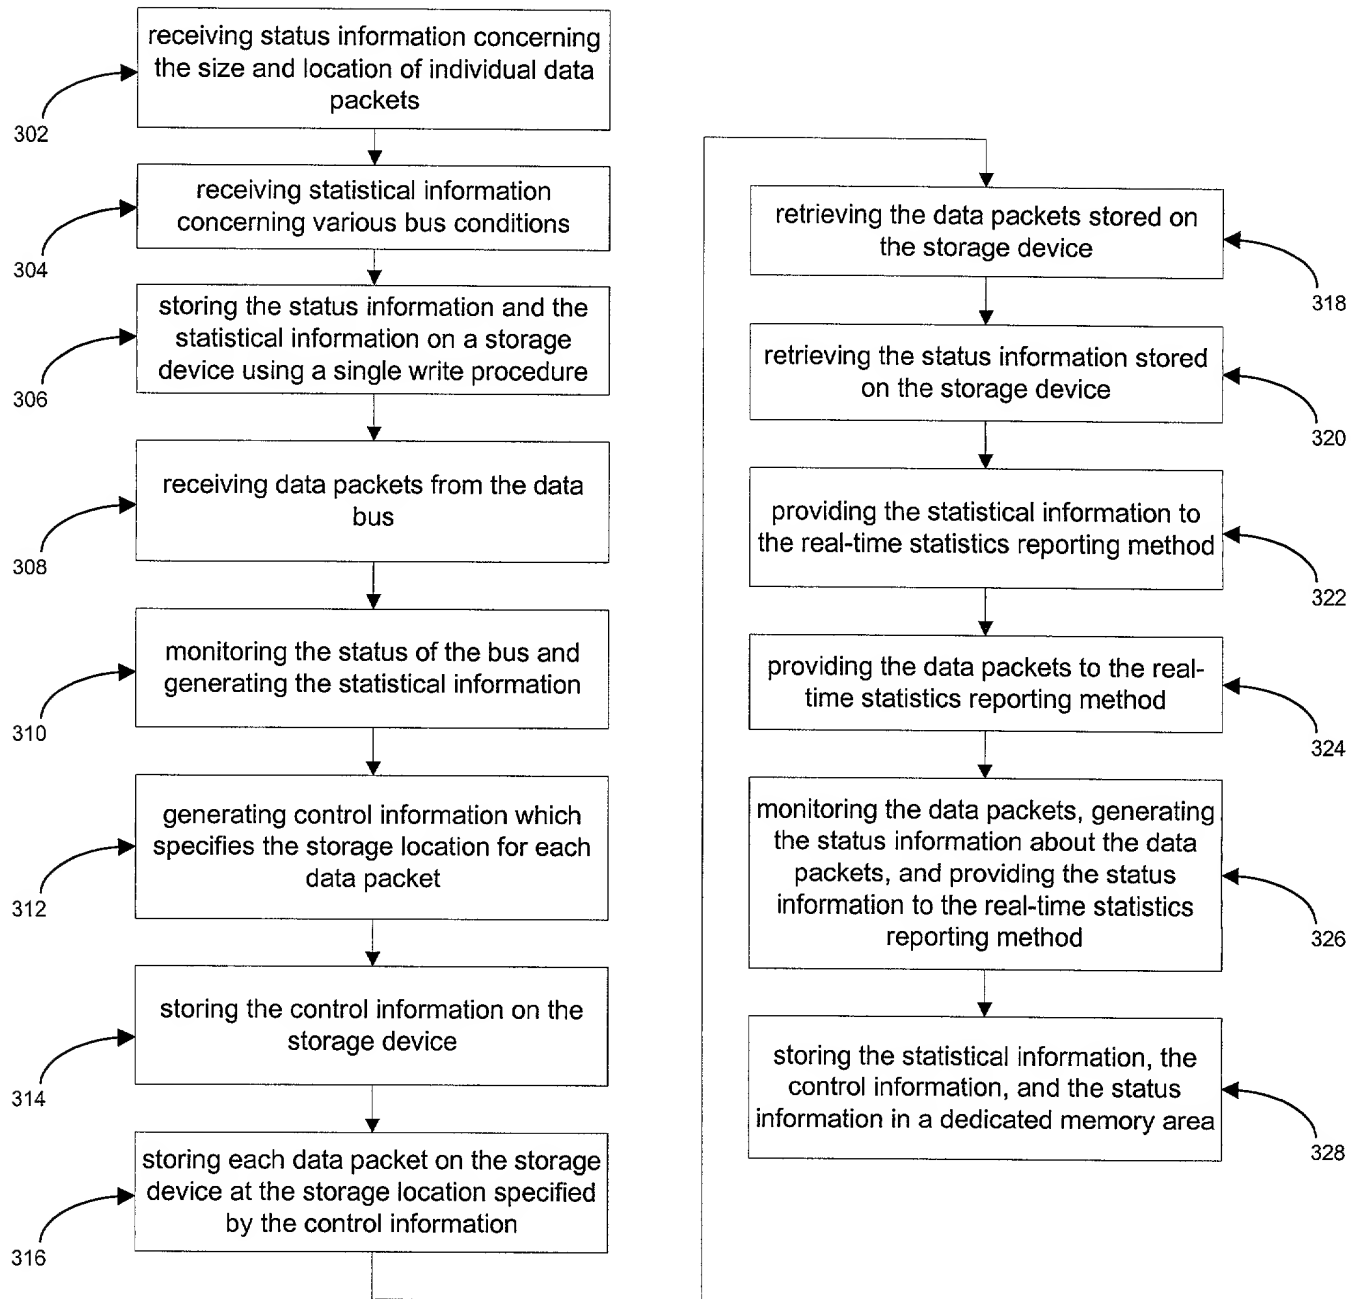 receiving status information concerning
the size and location of individual data
packets
302
receiving statistical information
concerning various bus conditions
304
storing the status information and the
statistical information on a storage
device using a single write procedure
306
receiving data packets from the data
bus
308
monitoring the status of the bus and
generating the statistical information
310
generating control information which
specifies the storage location for each
data packet
312
storing the control information on the
storage device
314
storing each data packet on the storage
device at the storage location specified
by the control information
316
retrieving the data packets stored on
the storage device
318
retrieving the status information stored
on the storage device
320
providing the statistical information to
the real-time statistics reporting method
322
providing the data packets to the real-
time statistics reporting method
324
monitoring the data packets, generating
the status information about the data
packets, and providing the status
information to the real-time statistics
reporting method
326
storing the statistical information, the
control information, and the status
information in a dedicated memory area
328